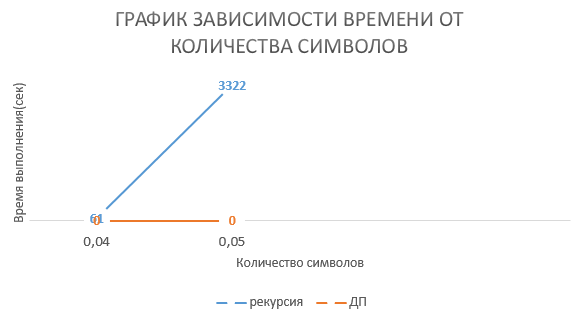 ГРАФИК ЗАВИСИМОСТИ ВРЕМЕНИ ОТ
КОЛИЧЕСТВА СИМВОЛОВ
Время выполнения(сек)
3322
61
0
0
0,04
0,05
Количество символов
рекурсия
ДП